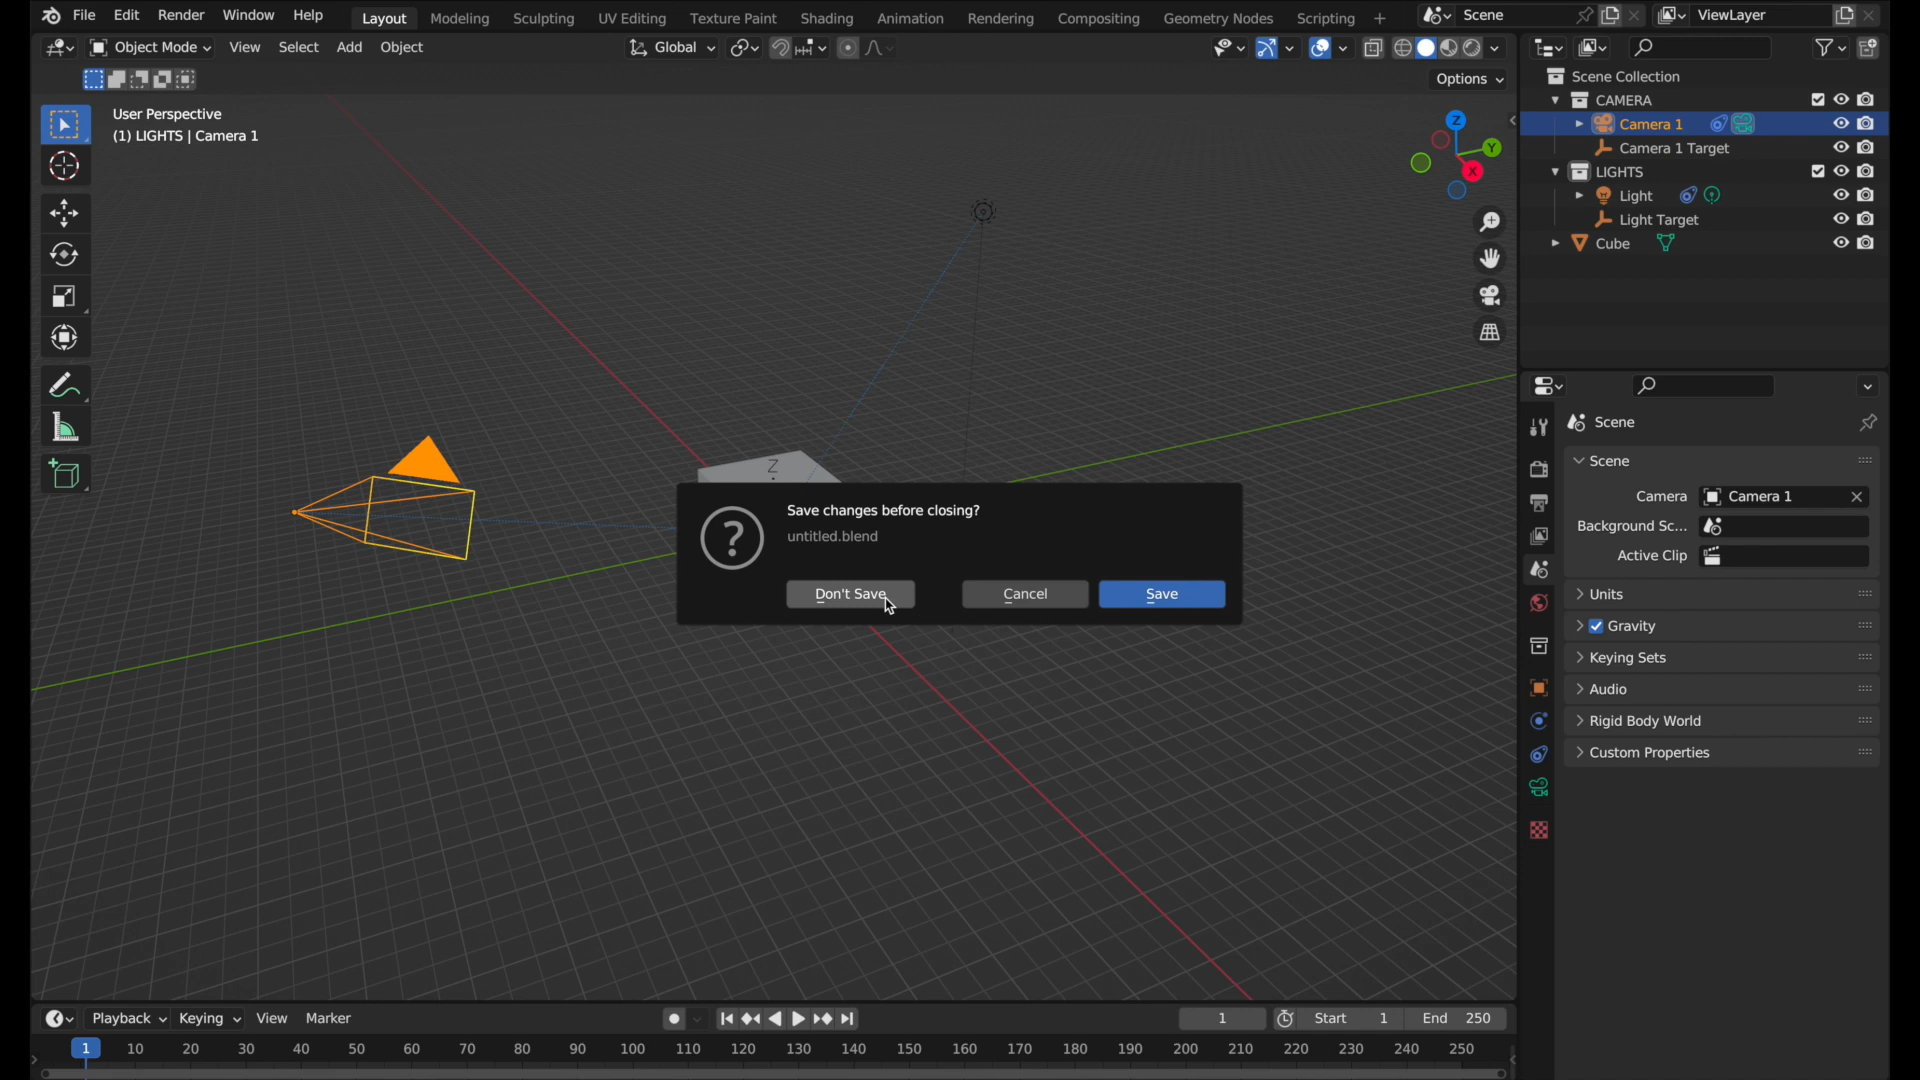 File Edit Render Window Help Layout Modeling Sculpting UV Editing Texture Paint Shading Animation Rendering Compositing Geometry Nodes Scripting + Scene ViewLayer
Object Mode View Select Add Object Global
Options
User Perspective
(1) LIGHTS | Camera 1
Z
Y
X
Scene Collection
CAMERA
Camera 1
Camera 1 Target
LIGHTS
Light
Light Target
Cube
Z
Save changes before closing?
untitled.blend
Don't Save Cancel Save
Scene
Scene
Camera Camera 1
Background Sc...
Active Clip
Units
Gravity
Keying Sets
Audio
Rigid Body World
Custom Properties
Playback Keying View Marker 1 Start 1 End 250
1 10 20 30 40 50 60 70 80 90 100 110 120 130 140 150 160 170 180 190 200 210 220 230 240 250